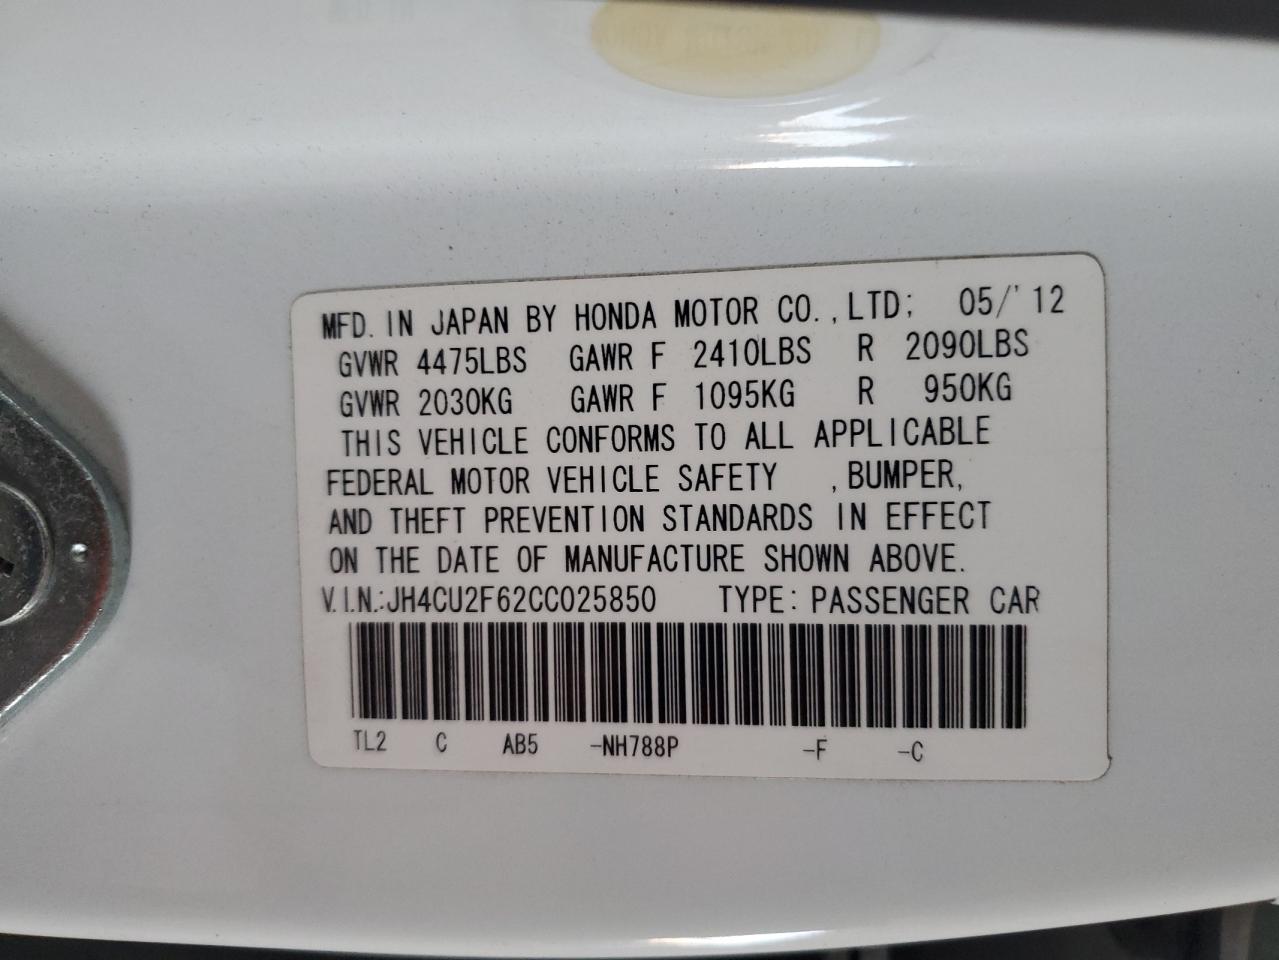 MFD. IN JAPAN BY HONDA MOTOR CO., LTD; 05/'12
GVWR 4475LBS GAWR F 2410LBS R 2090LBS
GVWR 2030KG GAWR F 1095KG R 950KG
THIS VEHICLE CONFORMS TO ALL APPLICABLE
FEDERAL MOTOR VEHICLE SAFETY , BUMPER,
AND THEFT PREVENTION STANDARDS IN EFFECT
ON THE DATE OF MANUFACTURE SHOWN ABOVE.
V.I.N.:JH4CU2F62CC025850 TYPE: PASSENGER CAR
TL2 C AB5 -NH788P -F -C